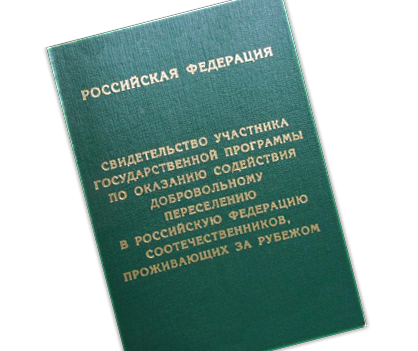 РОССИЙСКАЯ ФЕДЕРАЦИЯ
СВИДЕТЕЛЬСТВО УЧАСТНИКА
ГОСУДАРСТВЕННОЙ ПРОГРАММЫ
ПО ОКАЗАНИЮ СОДЕЙСТВИЯ
ДОБРОВОЛЬНОМУ
ПЕРЕСЕЛЕНИЮ
В РОССИЙСКУЮ ФЕДЕРАЦИЮ
СООТЕЧЕСТВЕННИКОВ,
ПРОЖИВАЮЩИХ ЗА РУБЕЖОМ